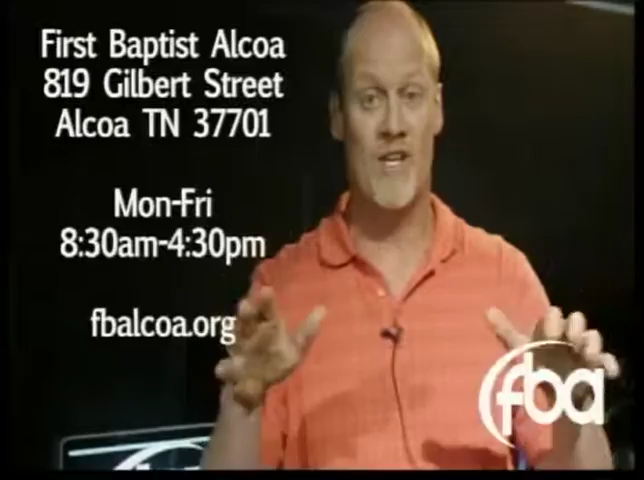 First Baptist Alcoa
819 Gilbert Street
Alcoa TN 37701
Mon-Fri
8:30am-4:30pm
fbalcoa.org
fba